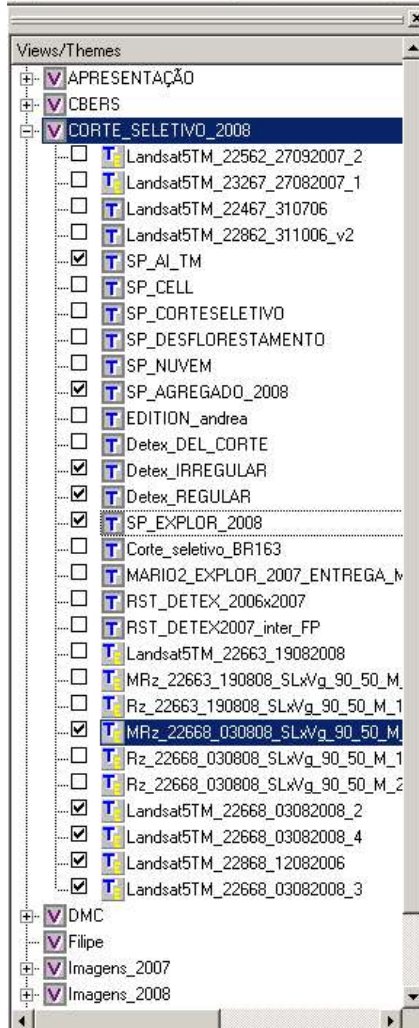 Views/Themes
APRESENTAÇÃO
CBERS
CORTE_SELETIVO_2008
Landsat5TM_22562_27092007_2
Landsat5TM_23267_27082007_1
Landsat5TM_22467_310706
Landsat5TM_22862_311006_v2
SP_AI_TM
SP_CELL
SP_CORTESELETIVO
SP_DESFLORESTAMENTO
SP_NUVEM
SP_AGREGADO_2008
EDITION_andrea
Detex_DEL_CORTE
Detex_IRREGULAR
Detex_REGULAR
SP_EXPLOR_2008
Corte_seletivo_BR163
MARIO2_EXPLOR_2007_ENTREGA_M
RST_DETEX_2006x2007
RST_DETEX2007_inter_FP
Landsat5TM_22663_19082008
MRz_22663_190808_SLxVg_90_50_M_
Rz_22663_190808_SLxVg_90_50_M_1
MRz_22668_030808_SLxVg_90_50_M_
Rz_22668_030808_SLxVg_90_50_M_1
Rz_22668_030808_SLxVg_90_50_M_2
Landsat5TM_22668_03082008_2
Landsat5TM_22668_03082008_4
Landsat5TM_22868_12082006
Landsat5TM_22668_03082008_3
DMC
Filipe
Imagens_2007
Imagens_2008